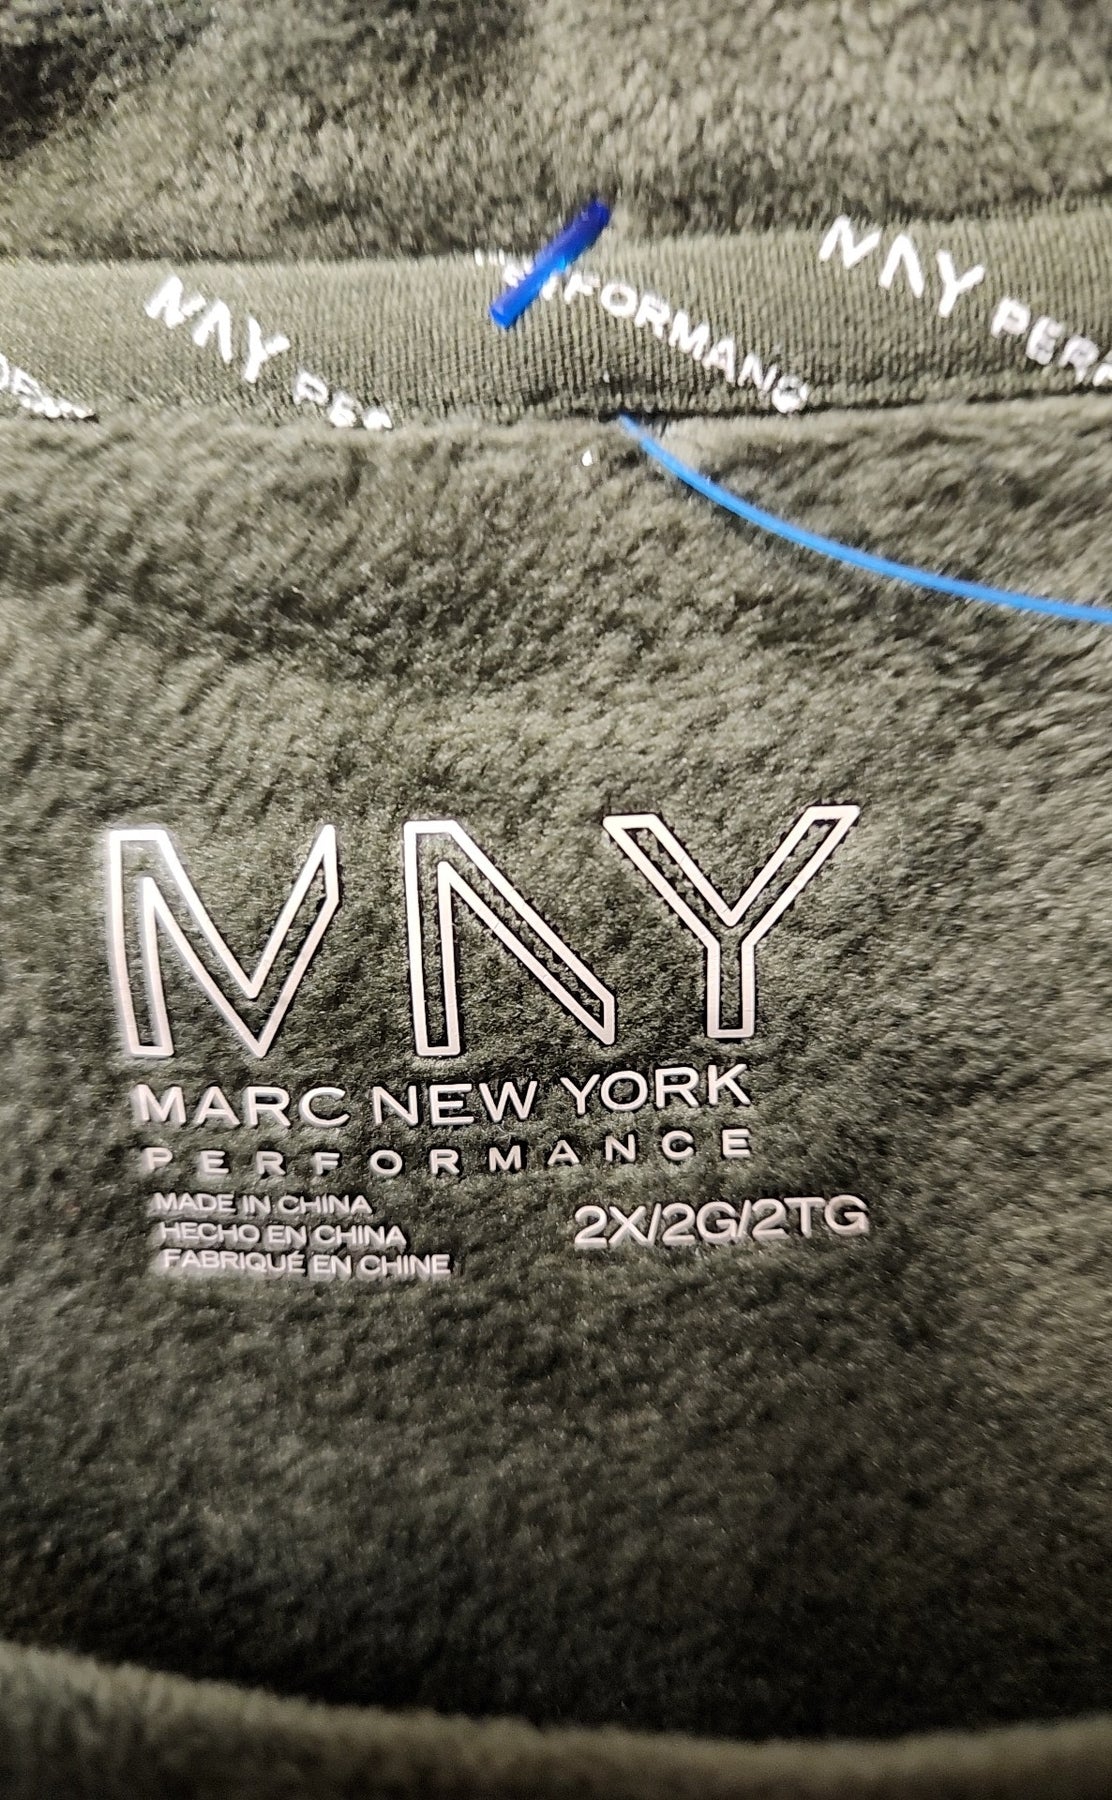 MNY PERFORMANC
MNY PER
MNY
MARC NEW YORK
PERFORMANCE
MADE IN CHINA
HECHO EN CHINA
FABRIQUÉ EN CHINE
2X/2G/2TG